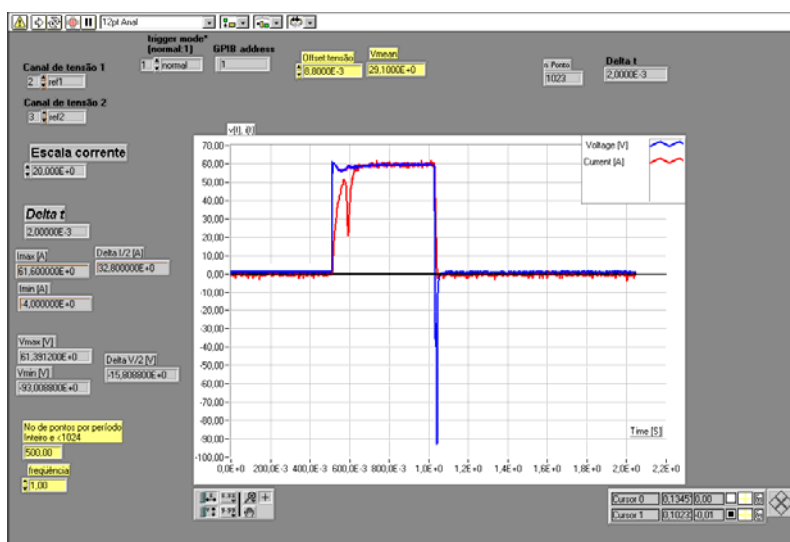 12pt Arial
trigger mode*
(normal:1)
GPIB address
1 normal
1
Offset tensão
8,8000E-3
Vmean
29,1000E+0
n. Ponto
1023
Delta t
2,0000E-3
Canal de tensão 1
2 ref1
Canal de tensão 2
3 ref2
Escala corrente
20,000E+0
Delta t
2,00000E-3
Imax [A]
61,600000E+0
Delta I/2 [A]
32,800000E+0
Imin [A]
-4,000000E+0
Vmax [V]
61,391200E+0
Delta V/2 [V]
-15,808800E+0
Vmin [V]
-93,008800E+0
No de pontos por período
Inteiro e <1024
500,00
freqüência
1,00
v(t), i(t)
Voltage [V]
Current [A]
70,00
60,00
50,00
40,00
30,00
20,00
10,00
0,00
-10,00
-20,00
-30,00
-40,00
-50,00
-60,00
-70,00
-80,00
-90,00
-100,00
Time [S]
0,0E+0 200,0E-3 400,0E-3 600,0E-3 800,0E-3 1,0E+0 1,2E+0 1,4E+0 1,6E+0 1,8E+0 2,0E+0 2,2E+0
Cursor 0 0,1345 0,00
Cursor 1 0,1023 -0,01